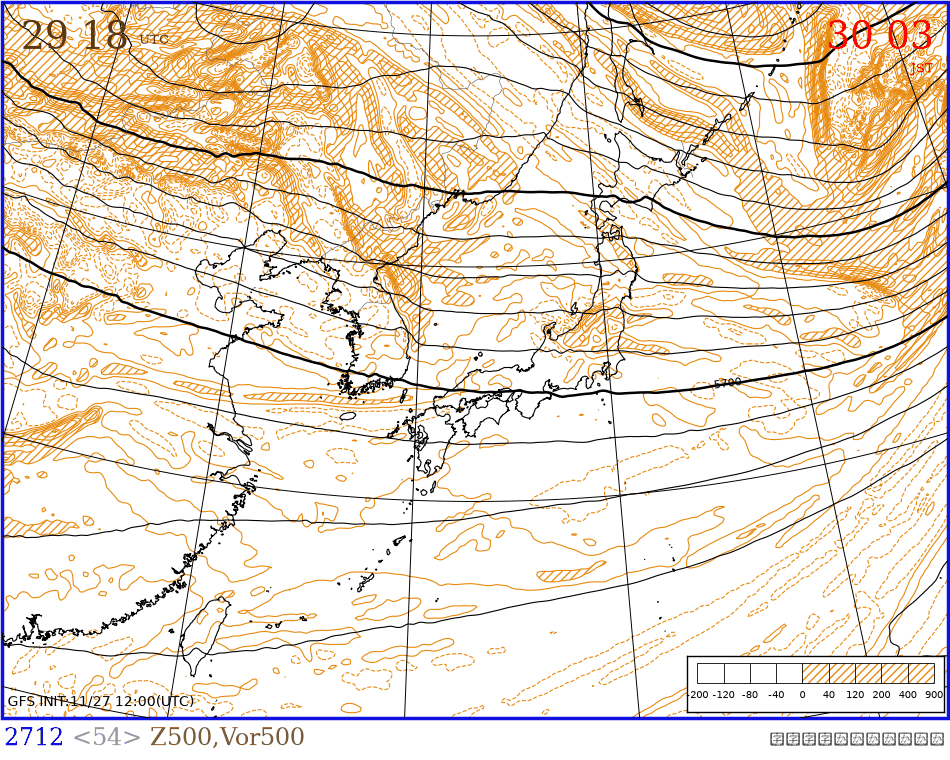 29 18 UTC
30 03
JST
5700
-200 -120 -80 -40 0 40 120 200 400 900
GFS INIT:11/27 12:00(UTC)
2712 <54> Z500,Vor500